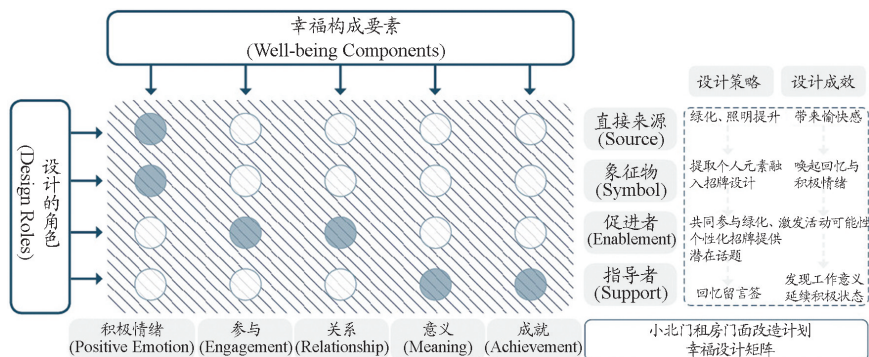 幸福构成要素
(Well-being Components)
设计的角色
(Design Roles)
设计策略
设计成效
直接来源
(Source)
绿化、照明提升
带来愉快感
象征物
(Symbol)
提取个人元素融
入招牌设计
唤起回忆与
积极情绪
促进者
(Enablement)
共同参与绿化、
个性化招牌提供
潜在话题
激发活动可能性
指导者
(Support)
回忆留言签
发现工作意义
延续积极状态
积极情绪
(Positive Emotion)
参与
(Engagement)
关系
(Relationship)
意义
(Meaning)
成就
(Achievement)
小北门租房门面改造计划
幸福设计矩阵